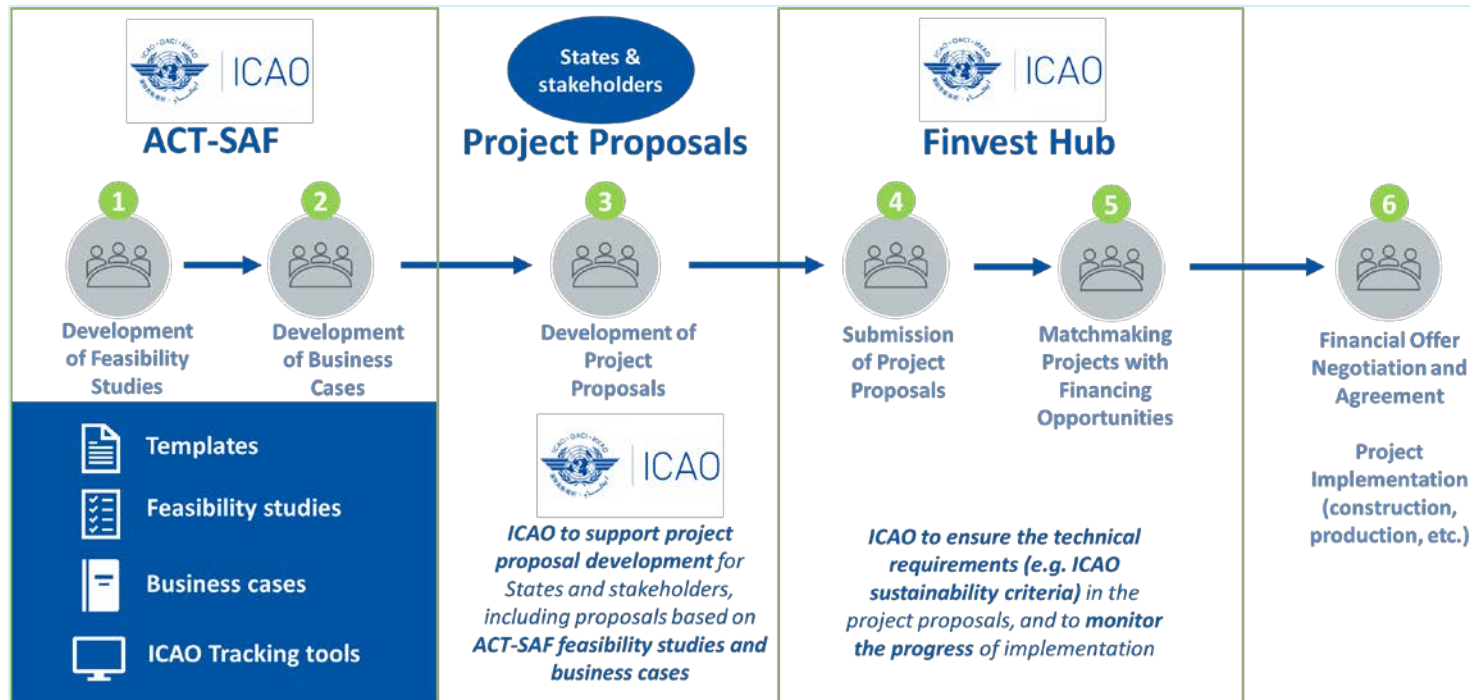 ICAO
ACT-SAF
States &
stakeholders
Project Proposals
ICAO
Finvest Hub
1
Development
of Feasibility
Studies
2
Development
of Business
Cases
3
Development of
Project
Proposals
4
Submission
of Project
Proposals
5
Matchmaking
Projects with
Financing
Opportunities
6
Financial Offer
Negotiation and
Agreement
Project
Implementation
(construction,
production, etc.)
Templates
Feasibility studies
Business cases
ICAO Tracking tools
ICAO
ICAO to support project
proposal development for
States and stakeholders,
including proposals based on
ACT-SAF feasibility studies and
business cases
ICAO to ensure the technical
requirements (e.g. ICAO
sustainability criteria) in the
project proposals, and to monitor
the progress of implementation